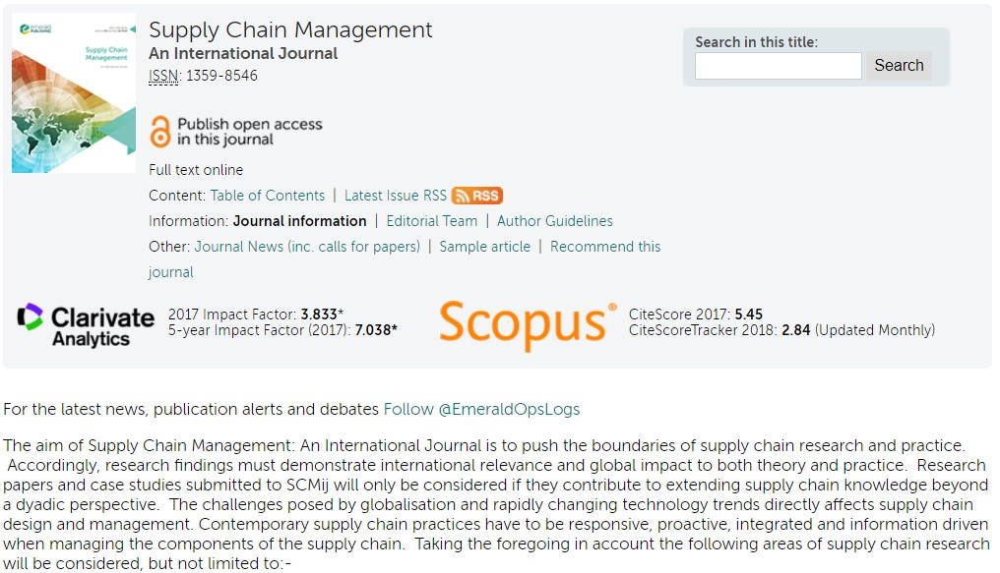 emerald
PUBLISHING
Supply Chain
Management
Supply Chain Management
An International Journal
ISSN: 1359-8546
Search in this title:
Search
Publish open access
in this journal
Full text online
Content: Table of Contents | Latest Issue RSS RSS
Information: Journal information | Editorial Team | Author Guidelines
Other: Journal News (inc. calls for papers) | Sample article | Recommend this
journal
Clarivate
Analytics
2017 Impact Factor: 3.833*
5-year Impact Factor (2017): 7.038*
Scopus®
CiteScore 2017: 5.45
CiteScoreTracker 2018: 2.84 (Updated Monthly)
For the latest news, publication alerts and debates Follow @EmeraldOpsLogs
The aim of Supply Chain Management: An International Journal is to push the boundaries of supply chain research and practice.
Accordingly, research findings must demonstrate international relevance and global impact to both theory and practice. Research
papers and case studies submitted to SCMij will only be considered if they contribute to extending supply chain knowledge beyond
a dyadic perspective. The challenges posed by globalisation and rapidly changing technology trends directly affects supply chain
design and management. Contemporary supply chain practices have to be responsive, proactive, integrated and information driven
when managing the components of the supply chain. Taking the foregoing in account the following areas of supply chain research
will be considered, but not limited to:-